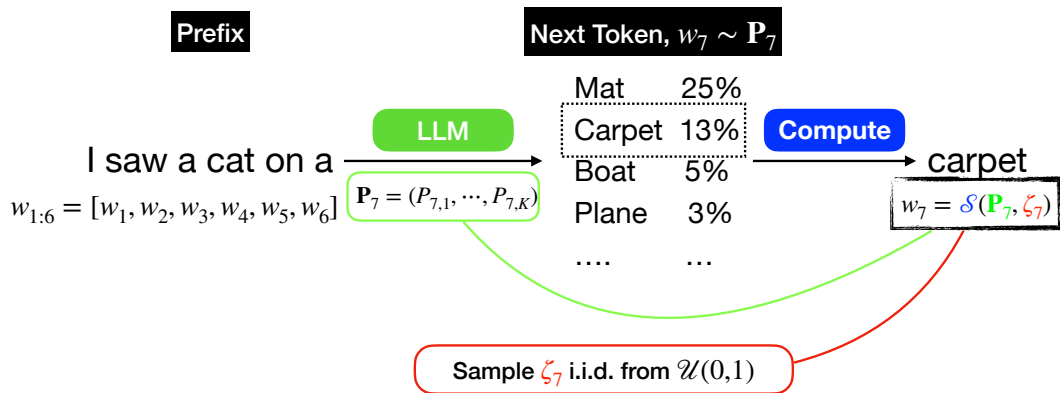 Prefix
Next Token, w₇ ∼ P₇
Mat 25%
LLM
Carpet 13%
Compute
I saw a cat on a
Boat 5%
carpet
w₁:₆ = [w₁, w₂, w₃, w₄, w₅, w₆]
P₇ = (P₇,₁, ⋯, P₇,K)
Plane 3%
w₇ = 𝒮(P₇, ζ₇)
.... ...
Sample ζ₇ i.i.d. from 𝒰(0,1)